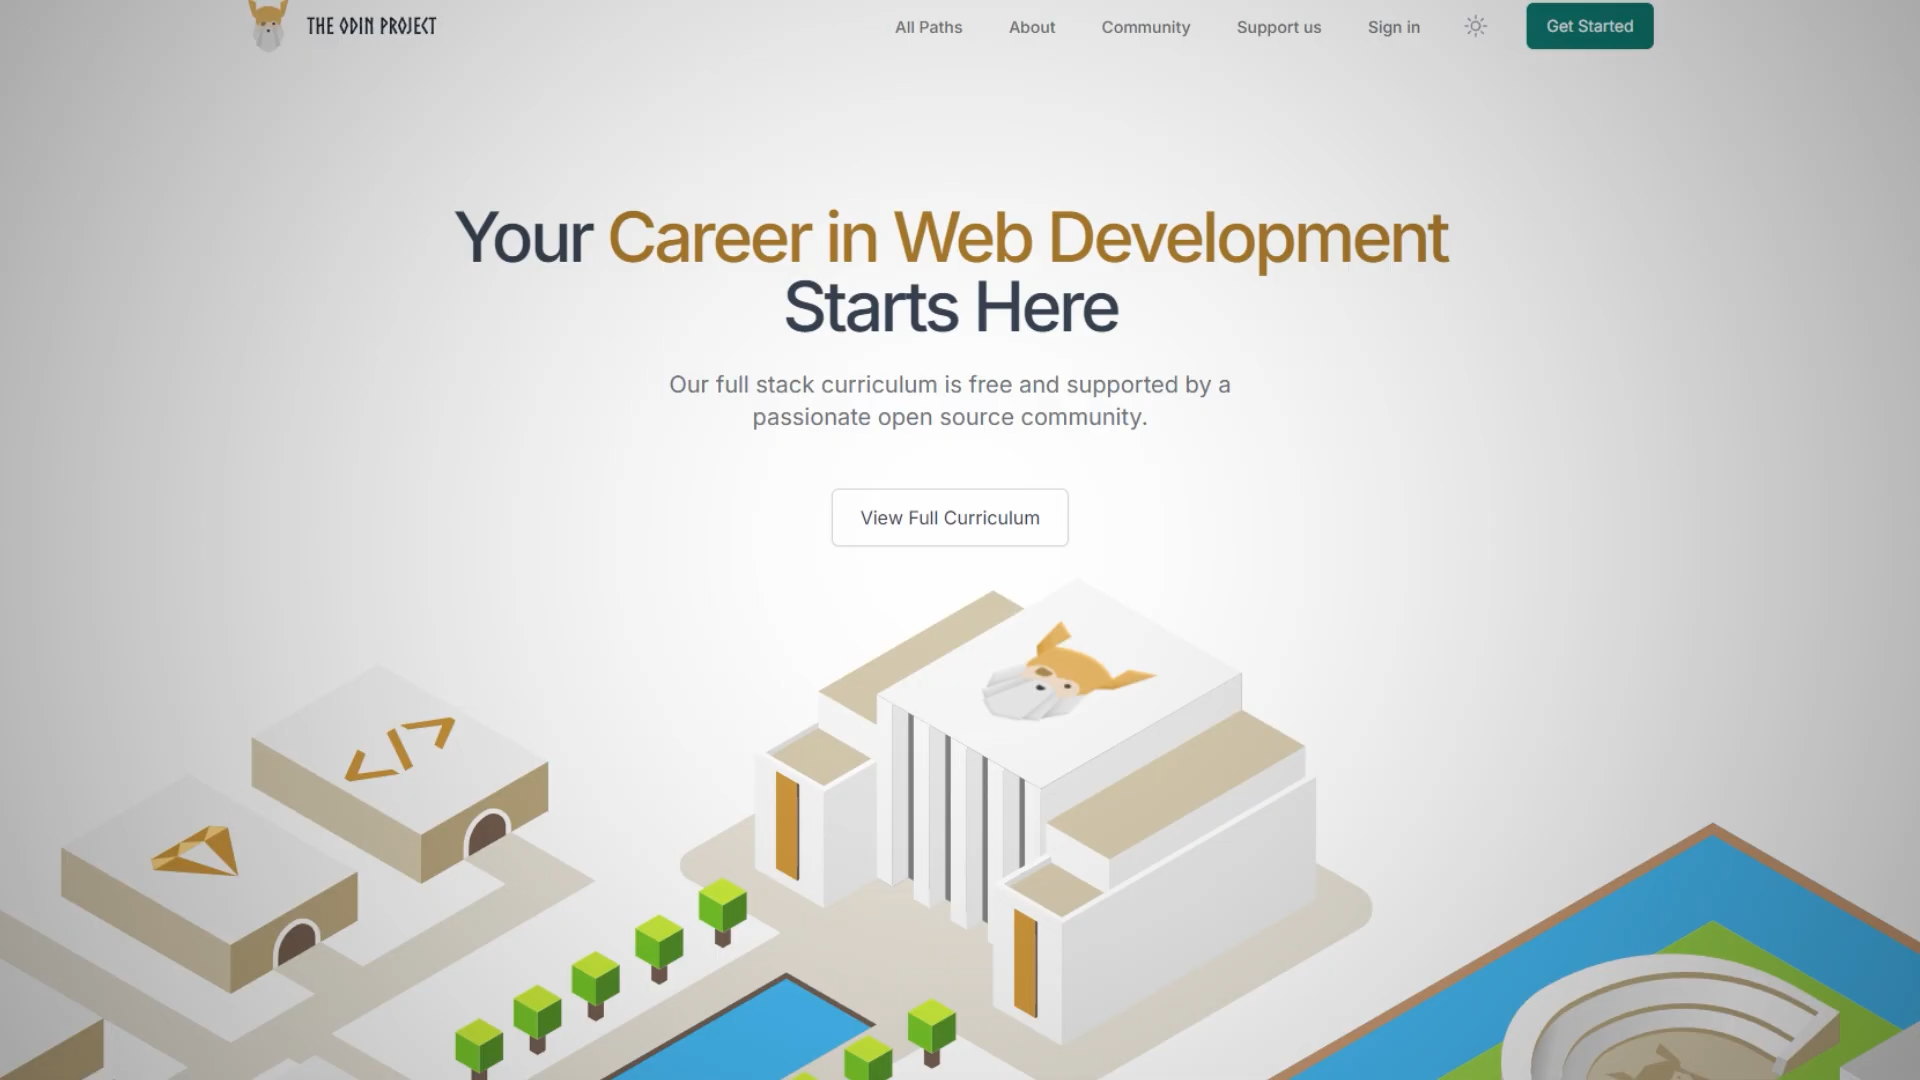 THE ODIN PROJECT
All Paths
About
Community
Support us
Sign in
Get Started
Your Career in Web Development
Starts Here
Our full stack curriculum is free and supported by a
passionate open source community.
View Full Curriculum
</>